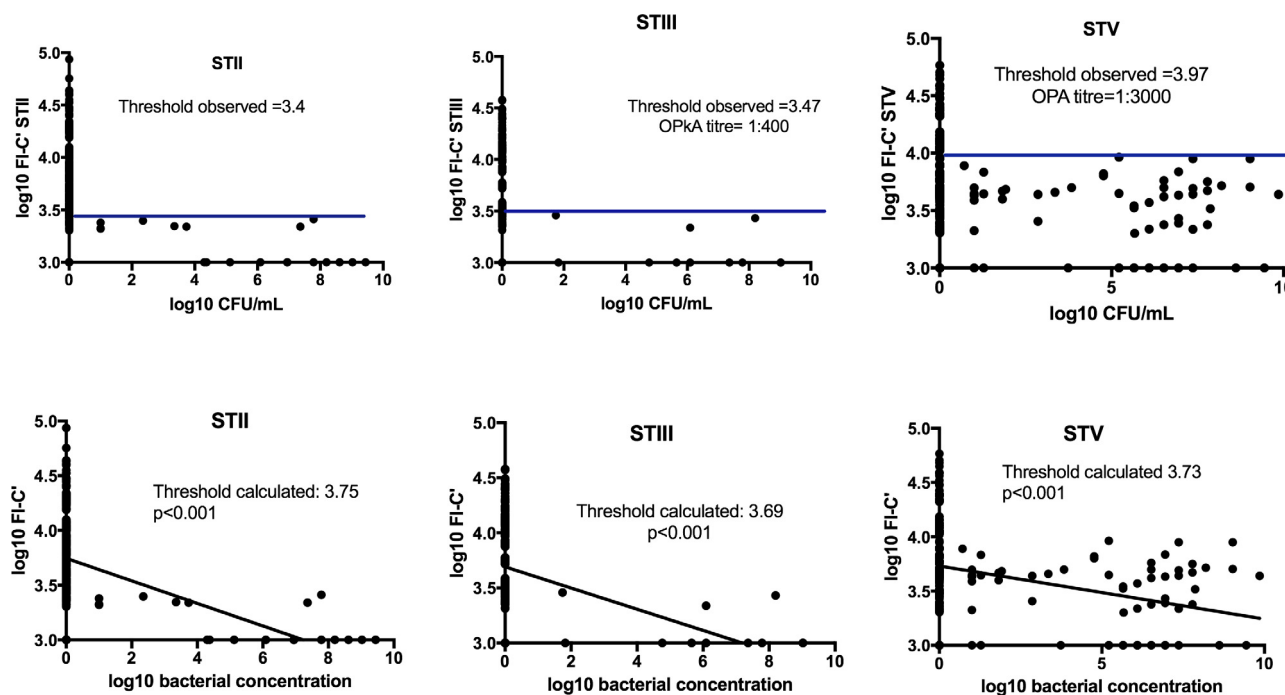 STII
Threshold observed =3.4
log10 FI-C' STII
5.0
4.5
4.0
3.5
3.0
0 2 4 6 8 10
log10 CFU/mL
STIII
Threshold observed =3.47
OPkA titre= 1:400
log10 FI-C' STIII
5.0
4.5
4.0
3.5
3.0
0 2 4 6 8 10
log10 CFU/mL
STV
Threshold observed =3.97
OPA titre=1:3000
log10 FI-C' STV
5.0
4.5
4.0
3.5
3.0
0 5 10
log10 CFU/mL
STII
Threshold calculated: 3.75
p<0.001
log10 FI-C'
5.0
4.5
4.0
3.5
3.0
0 2 4 6 8 10
log10 bacterial concentration
STIII
Threshold calculated: 3.69
p<0.001
log10 FI-C'
5.0
4.5
4.0
3.5
3.0
0 2 4 6 8 10
log10 bacterial concentration
STV
Threshold calculated 3.73
p<0.001
log10 FI-C'
5.0
4.5
4.0
3.5
3.0
0 5 10
log10 bacterial concentration